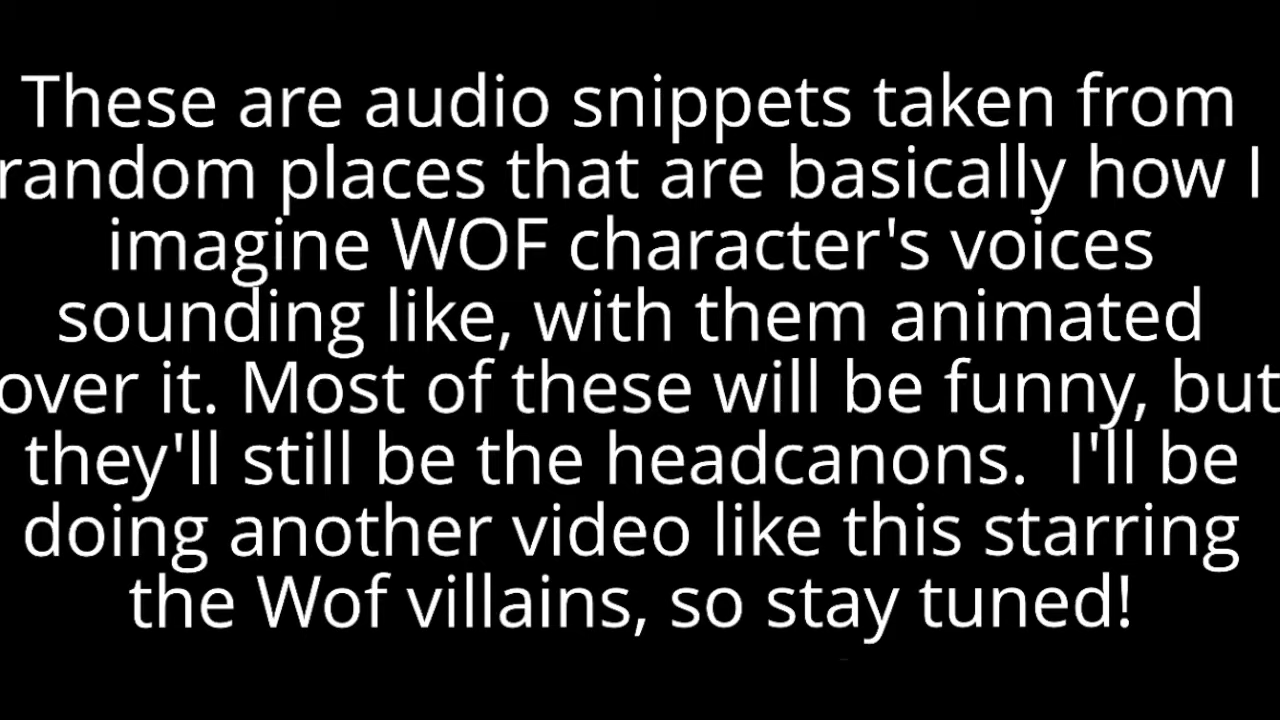 These are audio snippets taken from
random places that are basically how I
imagine WOF character's voices
sounding like, with them animated
over it. Most of these will be funny, but
they'll still be the headcanons.  I'll be
doing another video like this starring
the Wof villains, so stay tuned!